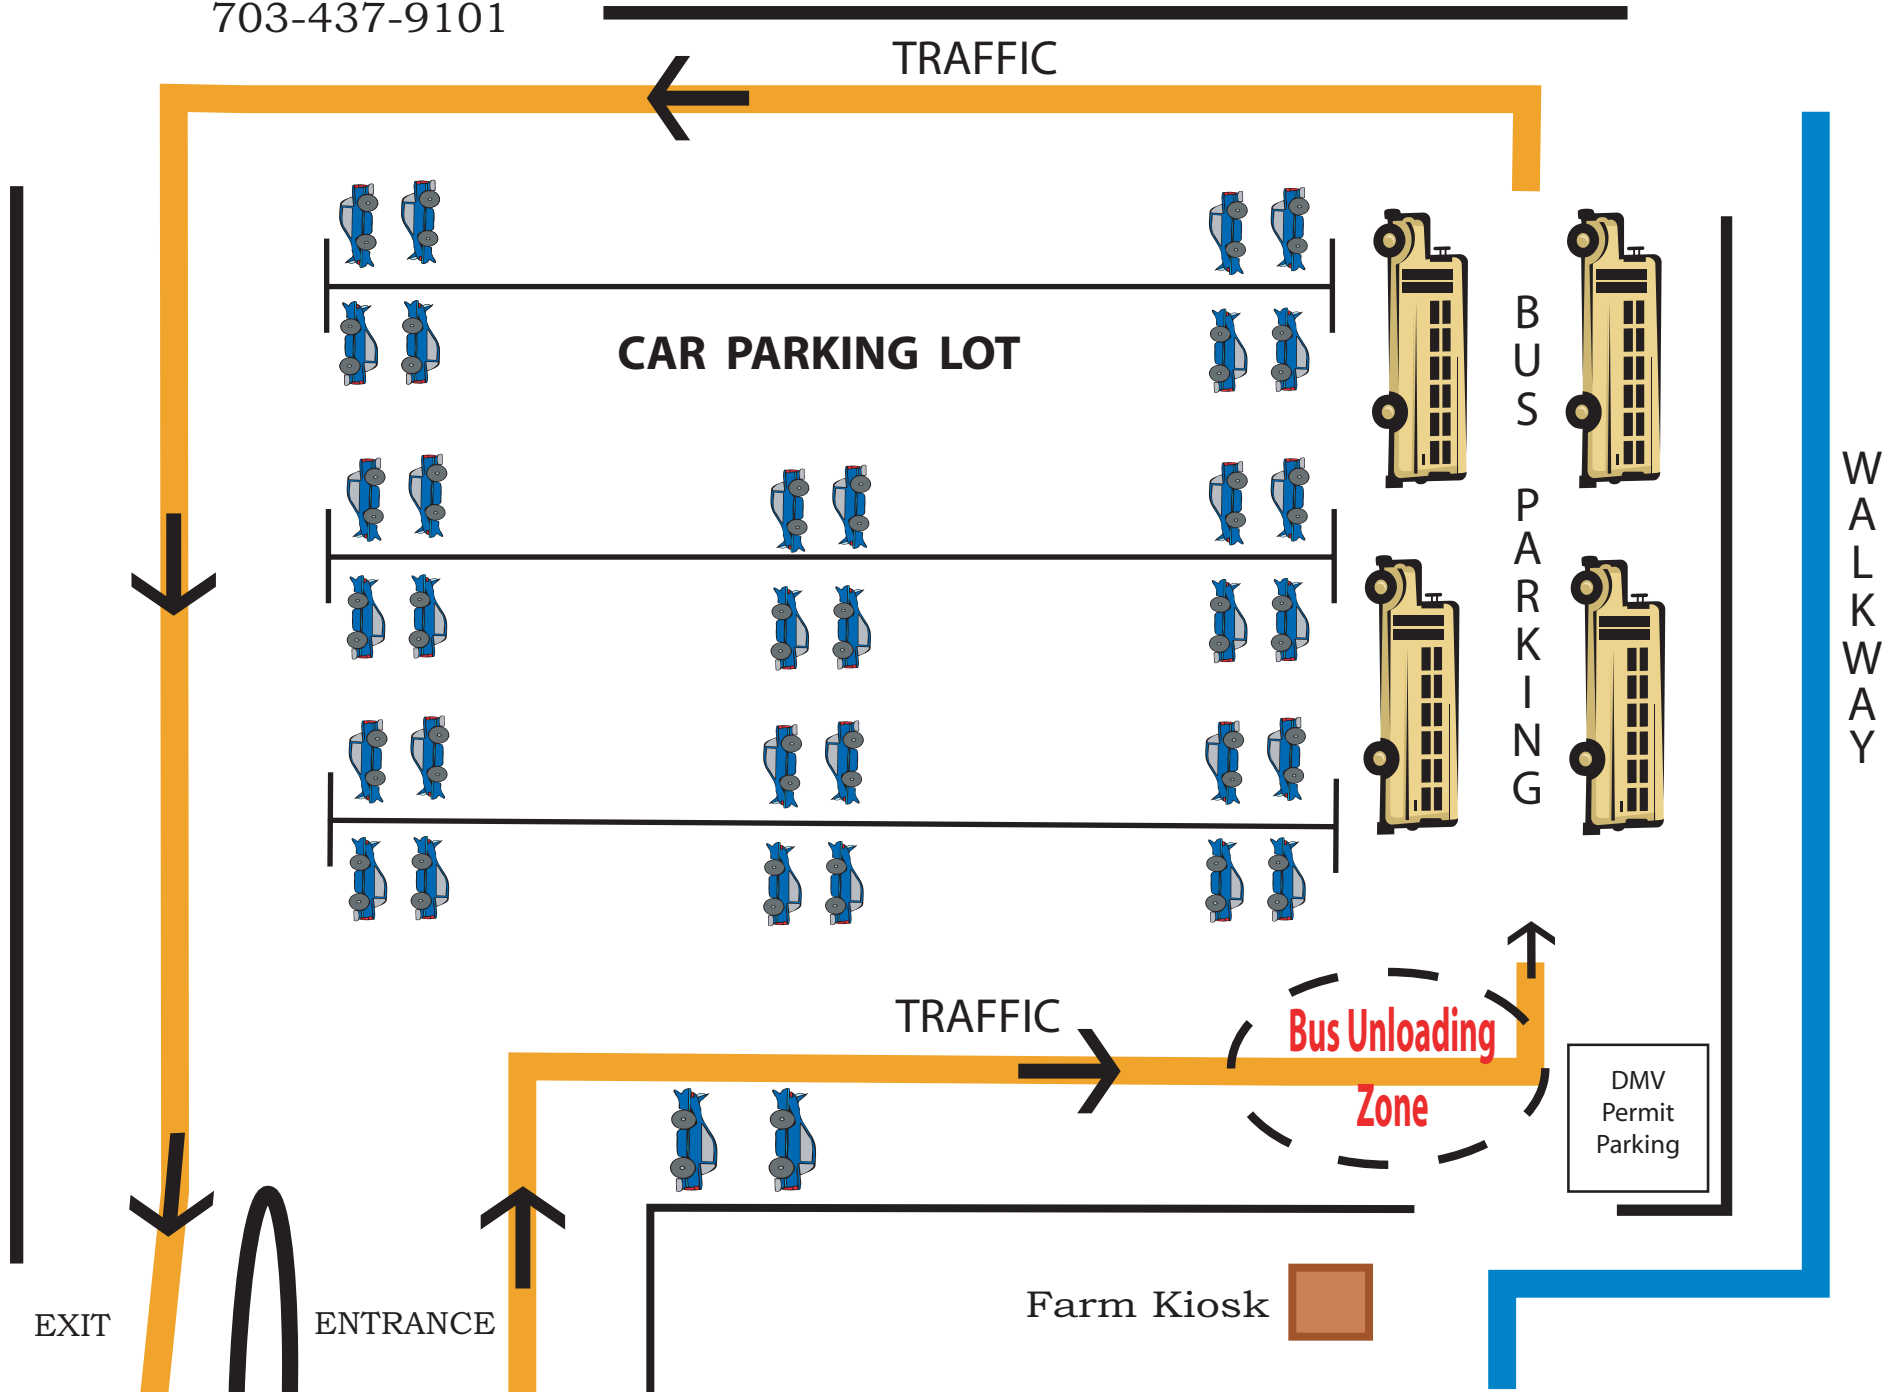 703-437-9101
TRAFFIC
CAR PARKING LOT
BUS PARKING
WALKWAY
TRAFFIC
Bus Unloading
Zone
DMV
Permit
Parking
Farm Kiosk
EXIT
ENTRANCE